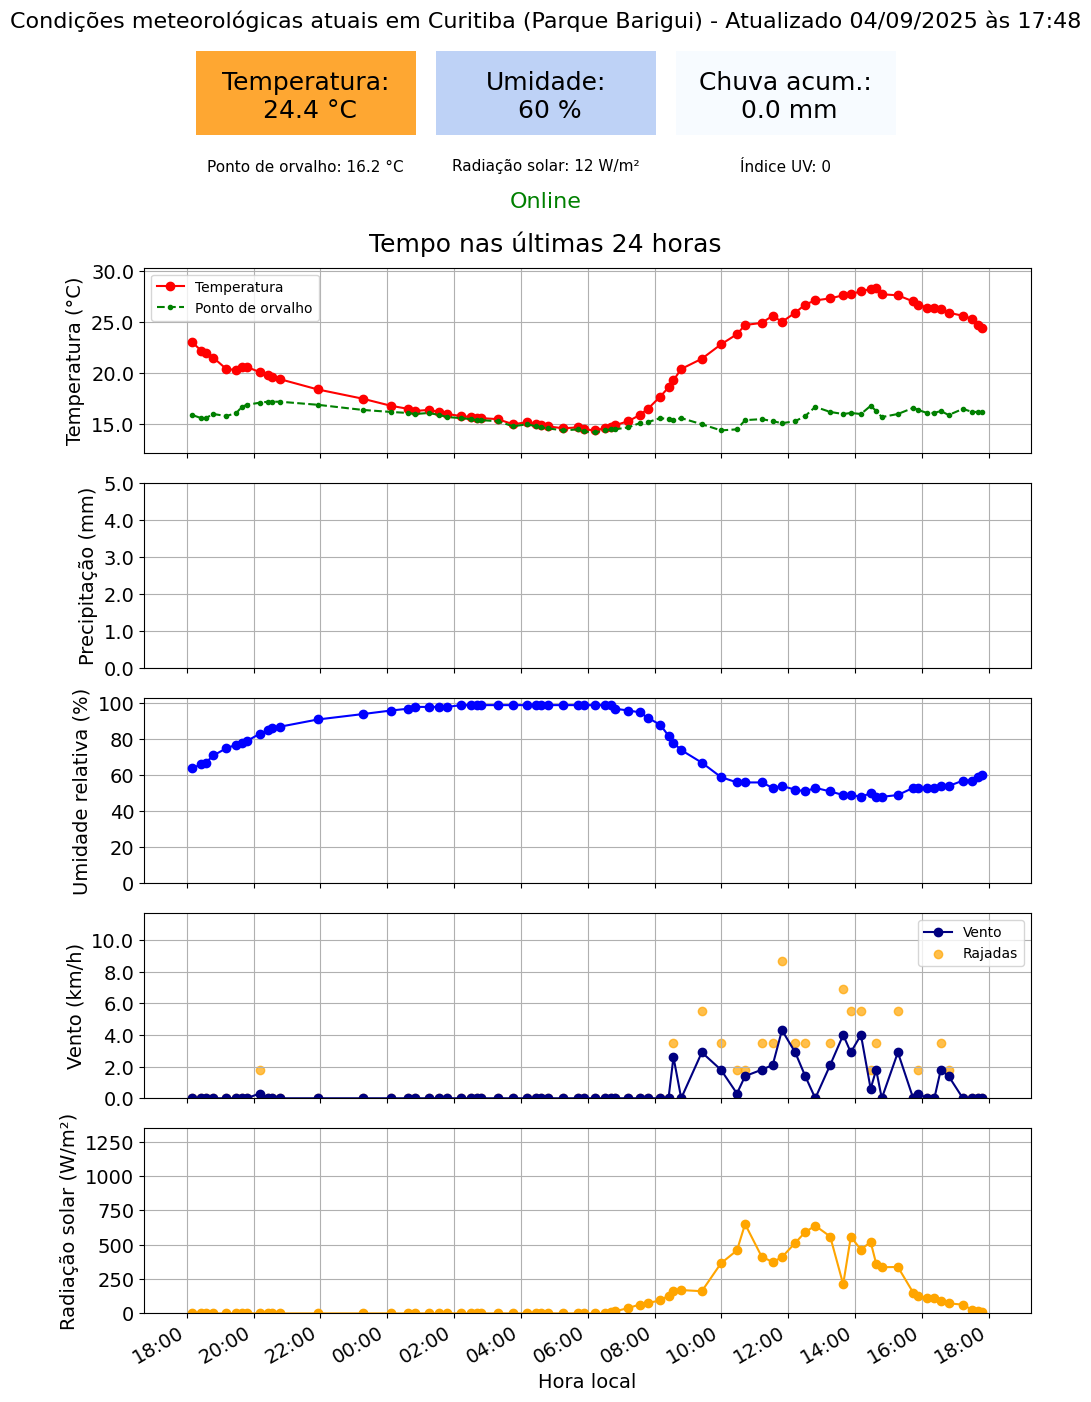 Condições meteorológicas atuais em Curitiba (Parque Barigui) - Atualizado 04/09/2025 às 17:48
Temperatura:
24.4 °C
Umidade:
60 %
Chuva acum.:
0.0 mm
Ponto de orvalho: 16.2 °C
Radiação solar: 12 W/m²
Índice UV: 0
Online
Tempo nas últimas 24 horas
Temperatura (°C)
30.0
25.0
20.0
15.0
Temperatura
Ponto de orvalho
Precipitação (mm)
5.0
4.0
3.0
2.0
1.0
0.0
Umidade relativa (%)
100
80
60
40
20
0
Vento (km/h)
10.0
8.0
6.0
4.0
2.0
0.0
Vento
Rajadas
Radiação solar (W/m²)
1250
1000
750
500
250
0
18:00 20:00 22:00 00:00 02:00 04:00 06:00 08:00 10:00 12:00 14:00 16:00 18:00
Hora local